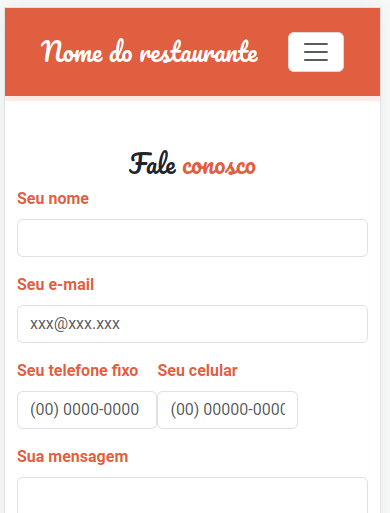 Nome do restaurante
Fale conosco
Seu nome
Seu e-mail
xxx@xxx.xxx
Seu telefone fixo Seu celular
(00) 0000-0000 (00) 00000-000
Sua mensagem